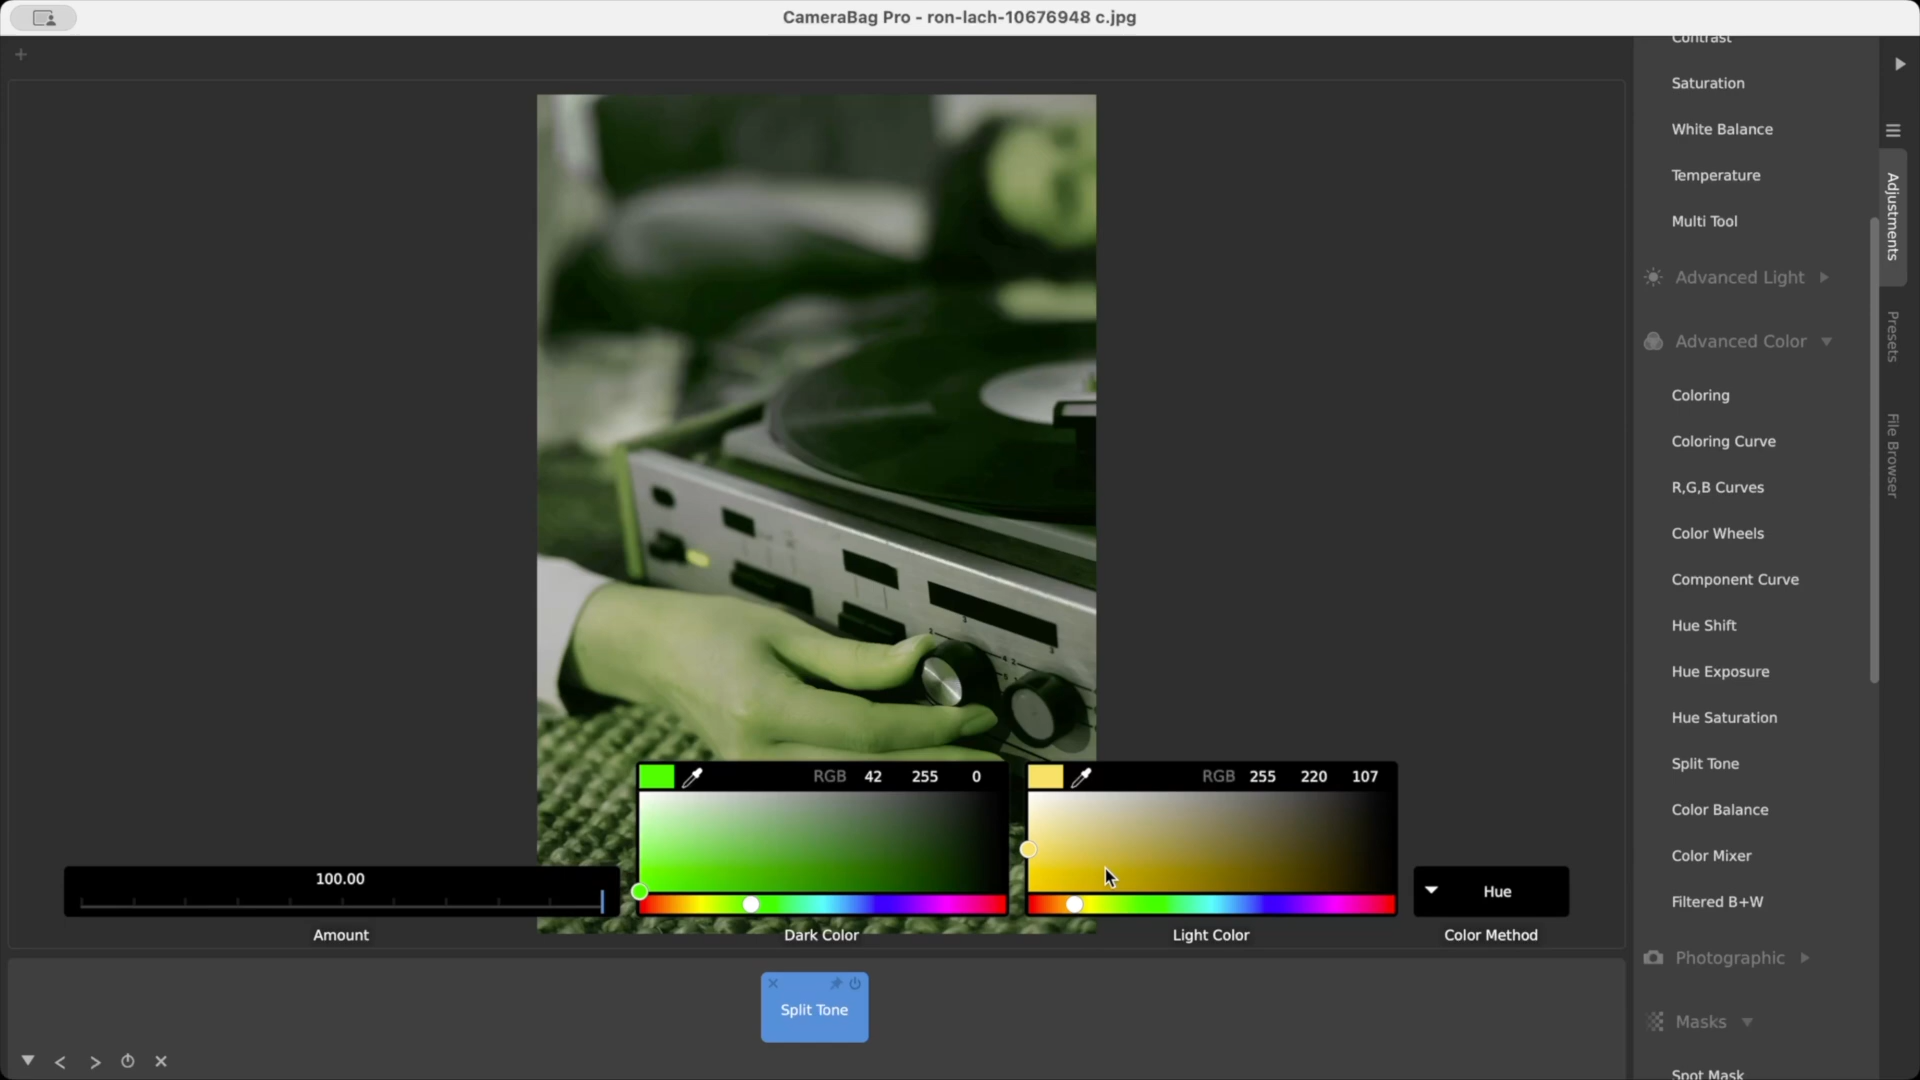 CameraBag Pro - ron-lach-10676948 c.jpg
Contrast
Saturation
White Balance
Temperature
Multi Tool
Advanced Light
Advanced Color
Coloring
Coloring Curve
R,G,B Curves
Color Wheels
Component Curve
Hue Shift
Hue Exposure
Hue Saturation
Split Tone
Color Balance
Color Mixer
Filtered B+W
Photographic
Masks
Spot Mask
Adjustments
Presets
File Browser
RGB 42 255 0
RGB 255 220 107
100.00
Hue
Amount
Dark Color
Light Color
Color Method
Split Tone